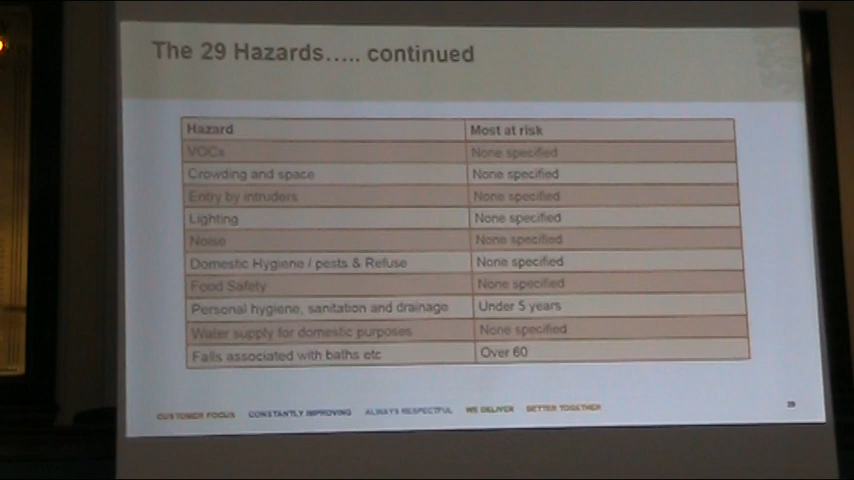 The 29 Hazards..... continued
Hazard Most at risk
VOCs None specified
Crowding and space None specified
Entry by intruders None specified
Lighting None specified
Noise None specified
Domestic Hygiene / pests & Refuse None specified
Food Safety None specified
Personal hygiene, sanitation and drainage Under 5 years
Water supply for domestic purposes None specified
Falls associated with baths etc Over 60
CUSTOMER FOCUS CONSTANTLY IMPROVING ALWAYS RESPECTFUL WE DELIVER BETTER TOGETHER